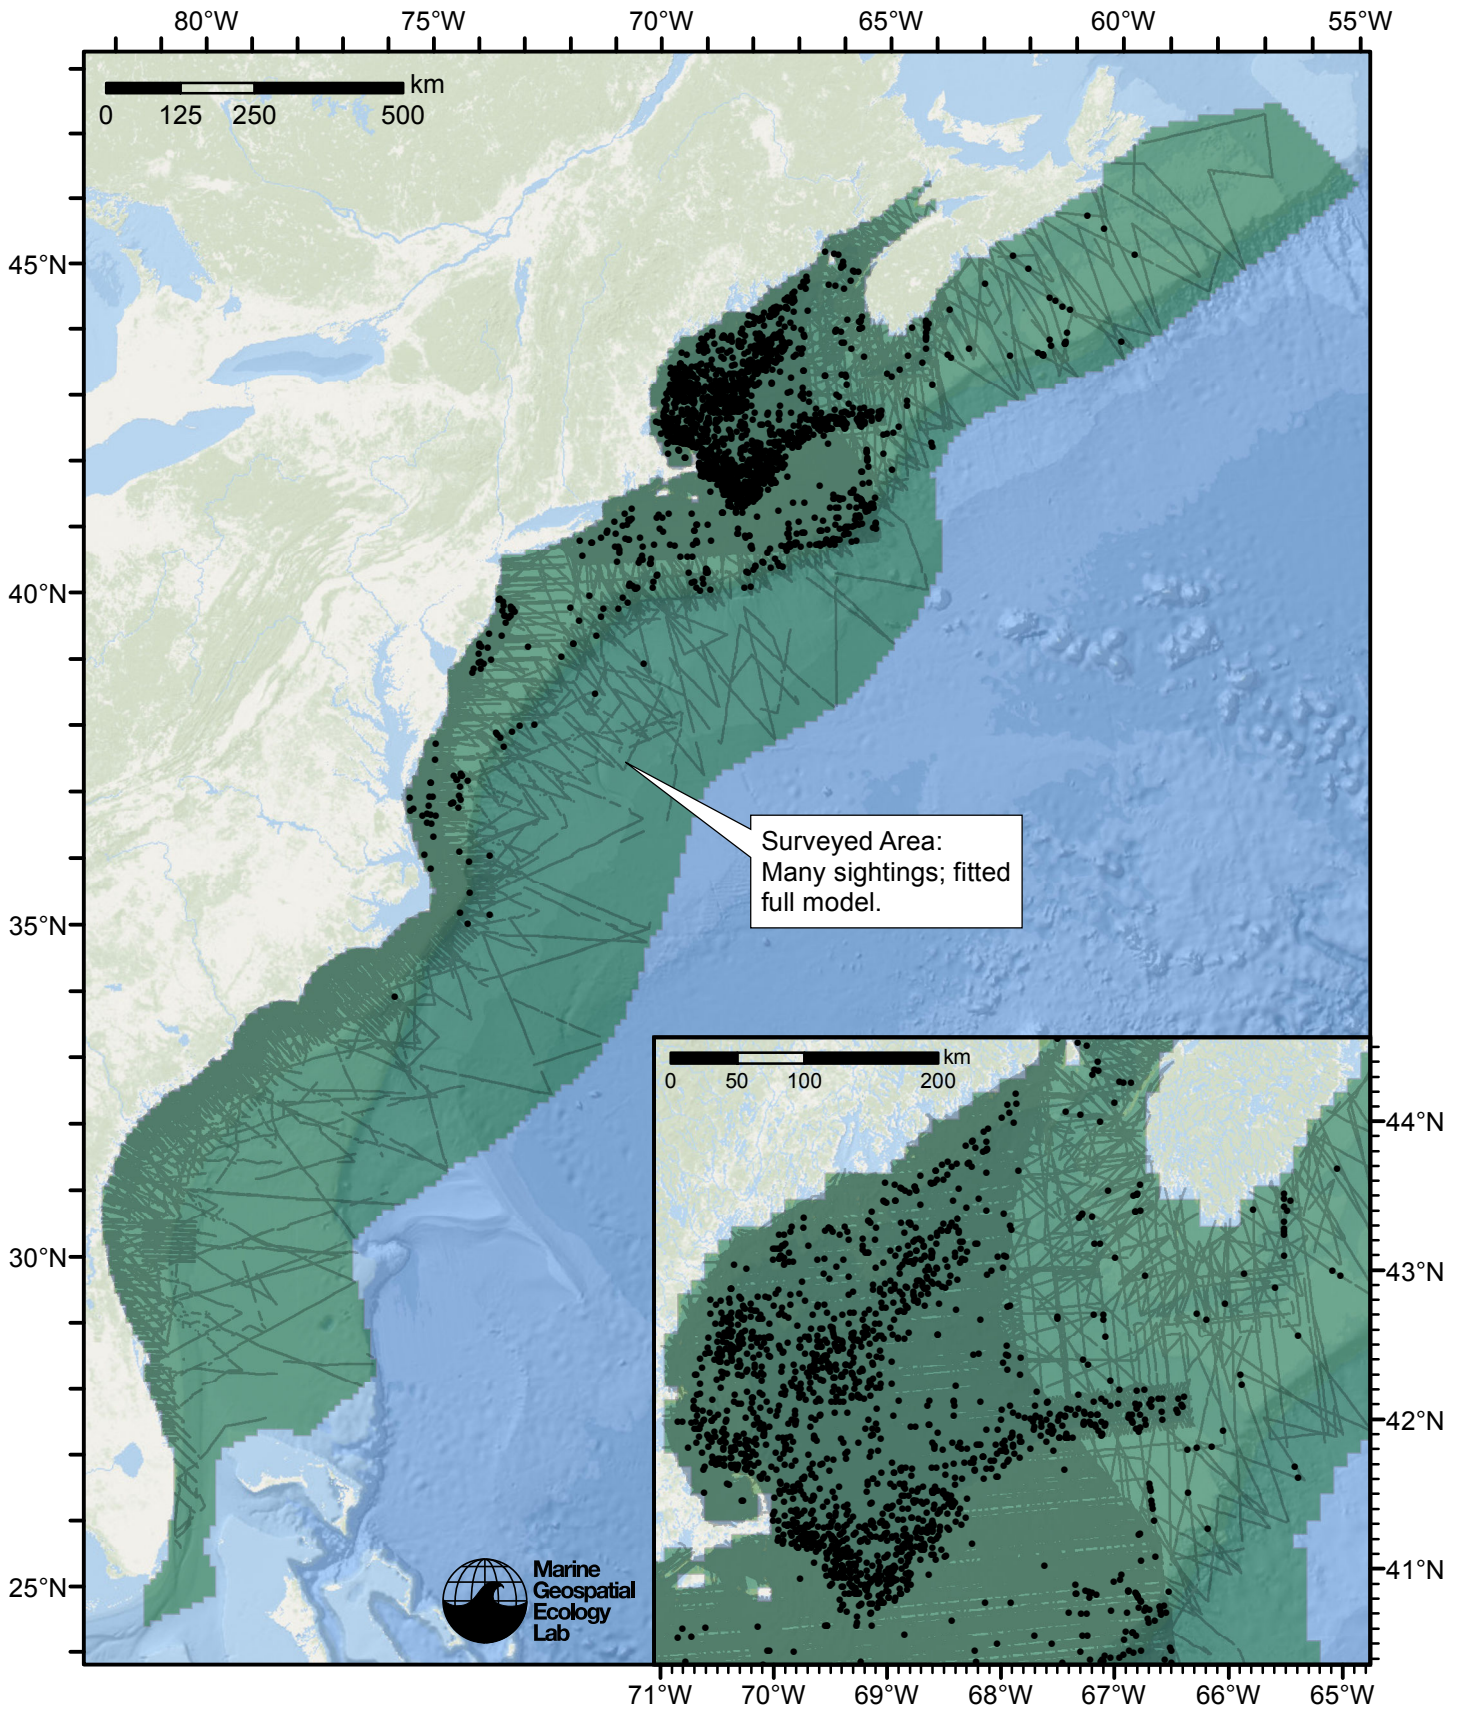 80°W 75°W 70°W 65°W 60°W 55°W
km
0 125 250 500
45°N
40°N
35°N
30°N
25°N
Surveyed Area:
Many sightings; fitted
full model.
km
0 50 100 200
44°N
43°N
42°N
41°N
Marine
Geospatial
Ecology
Lab
71°W 70°W 69°W 68°W 67°W 66°W 65°W